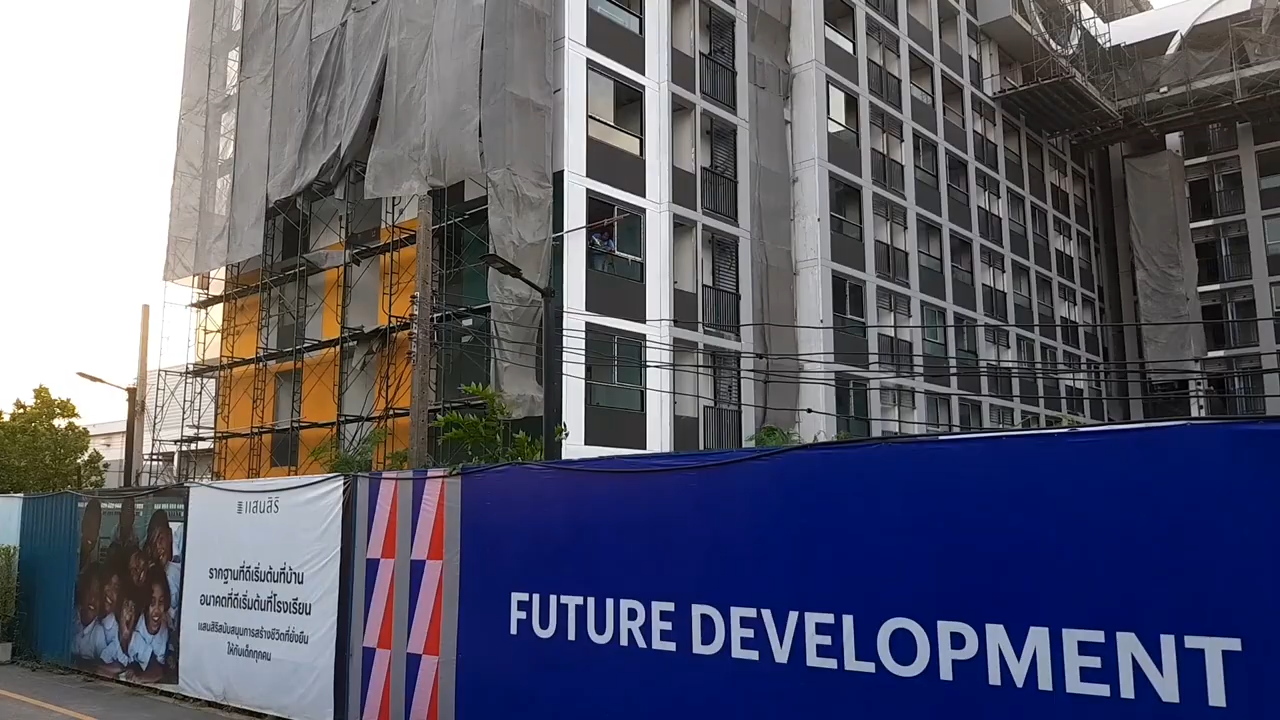 แสนสิริ
รากฐานที่ดีเริ่มต้นที่บ้าน
อนาคตที่ดีเริ่มต้นที่โรงเรียน
แสนสิริสนับสนุนการสร้างชีวิตที่ยั่งยืน
ให้กับเด็กทุกคน
FUTURE DEVELOPMENT